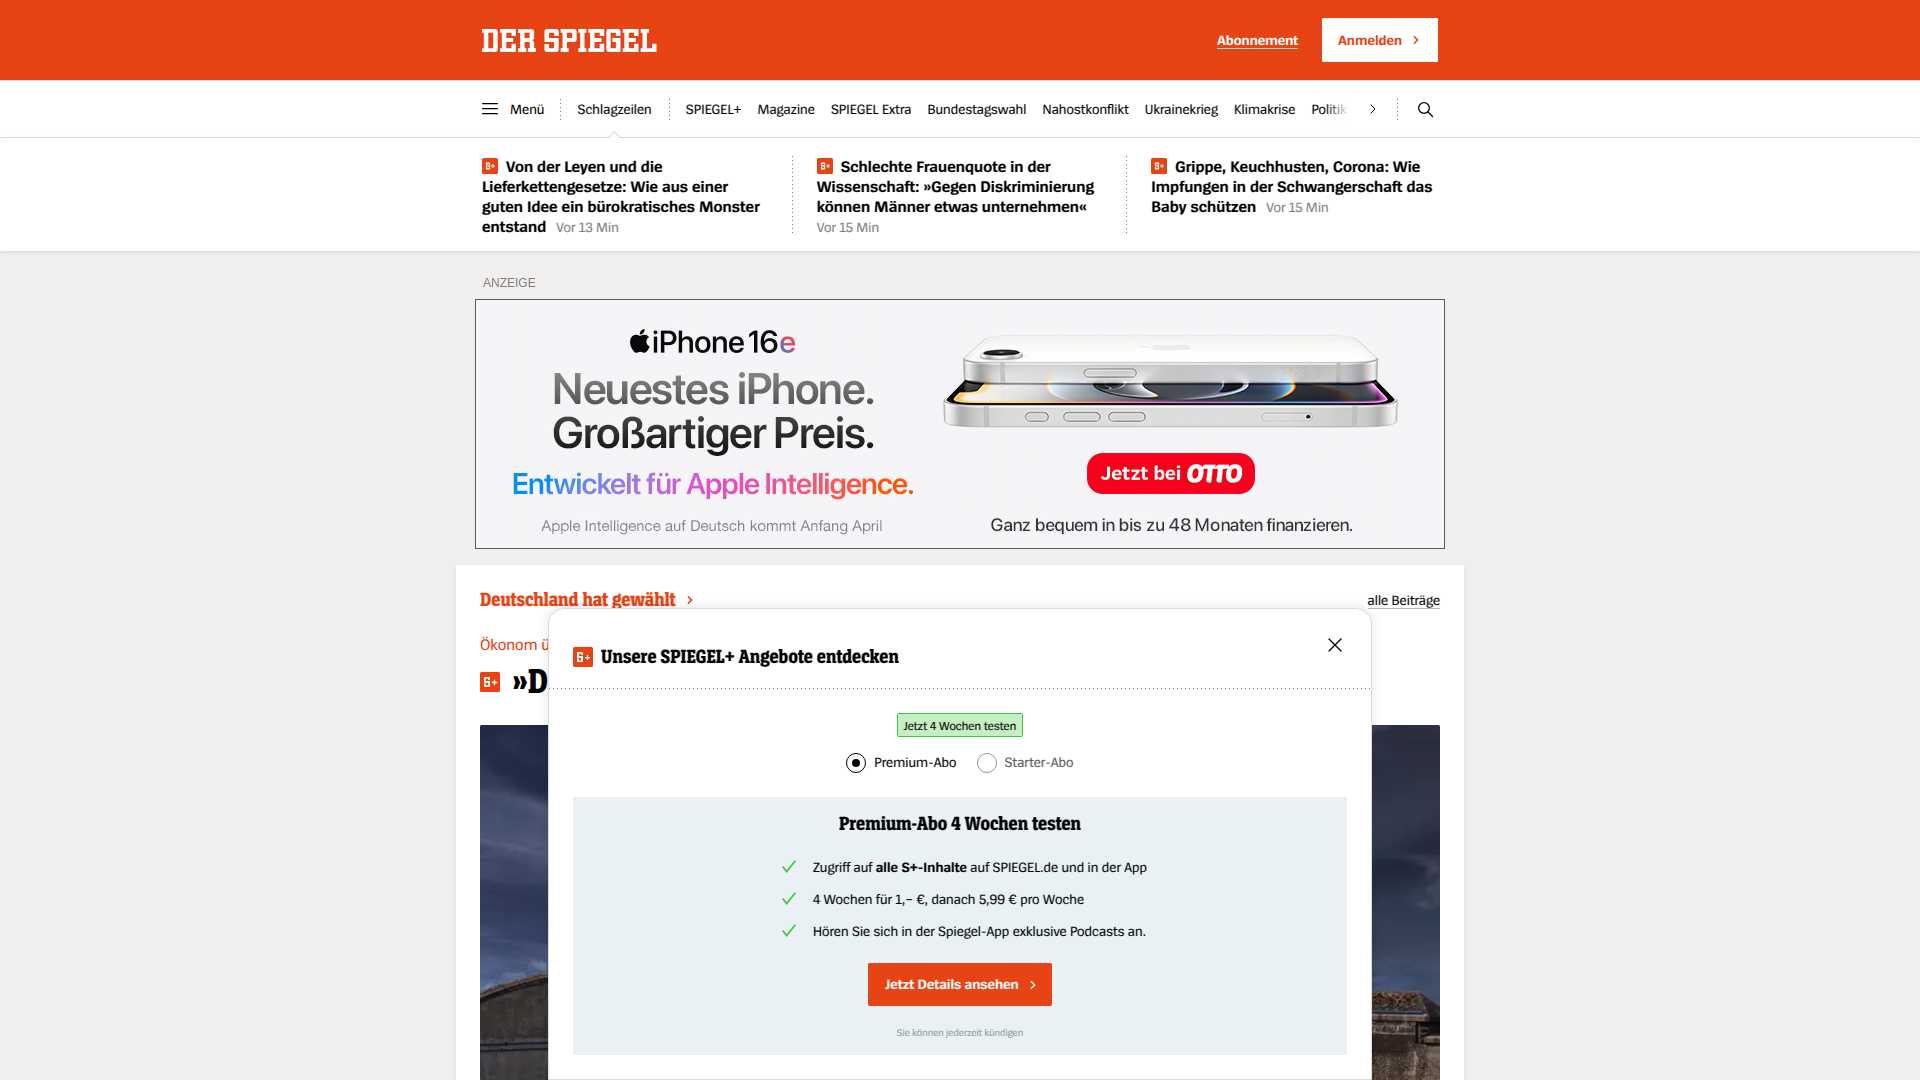 DER SPIEGEL
Abonnement
Anmelden
Menü
Schlagzeilen
SPIEGEL+
Magazine
SPIEGEL Extra
Bundestagswahl
Nahostkonflikt
Ukrainekrieg
Klimakrise
Politik
Von der Leyen und die
Lieferkettengesetze: Wie aus einer
guten Idee ein bürokratisches Monster
entstand Vor 13 Min
Schlechte Frauenquote in der
Wissenschaft: »Gegen Diskriminierung
können Männer etwas unternehmen«
Vor 15 Min
Grippe, Keuchhusten, Corona: Wie
Impfungen in der Schwangerschaft das
Baby schützen Vor 15 Min
ANZEIGE
iPhone 16e
Neuestes iPhone.
Großartiger Preis.
Entwickelt für Apple Intelligence.
Apple Intelligence auf Deutsch kommt Anfang April
Jetzt bei OTTO
Ganz bequem in bis zu 48 Monaten finanzieren.
Deutschland hat gewählt
alle Beiträge
Ökonom ü
»D
Unsere SPIEGEL+ Angebote entdecken
Jetzt 4 Wochen testen
Premium-Abo
Starter-Abo
Premium-Abo 4 Wochen testen
Zugriff auf alle S+-Inhalte auf SPIEGEL.de und in der App
4 Wochen für 1,– €, danach 5,99 € pro Woche
Hören Sie sich in der Spiegel-App exklusive Podcasts an.
Jetzt Details ansehen
Sie können jederzeit kündigen